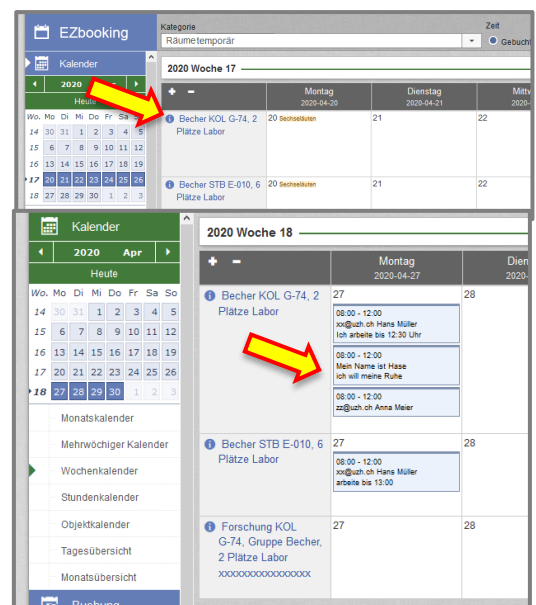 EZbooking
Kategorie
Zeit
Räume temporär
Gebucht
Kalender
2020 Woche 17
2020
Heute
Montag
2020-04-20
Dienstag
2020-04-21
Wo. Mo Di Mi Do Fr Sa So
14 30 31 1 2 3 4 5
15 6 7 8 9 10 11 12
16 13 14 15 16 17 18 19
17 20 21 22 23 24 25 26
18 27 28 29 30 1 2 3
Becher KOL G-74, 2
Plätze Labor
20 Sechseläuten
21
22
Becher STB E-010, 6
Plätze Labor
20 Sechseläuten
21
22
Kalender
2020 Apr
Heute
Wo. Mo Di Mi Do Fr Sa So
14 30 31 1 2 3 4 5
15 6 7 8 9 10 11 12
16 13 14 15 16 17 18 19
17 20 21 22 23 24 25 26
18 27 28 29 30 1 2 3
Monatskalender
Mehrwöchiger Kalender
Wochenkalender
Stundenkalender
Objektkalender
Tagesübersicht
Monatsübersicht
Buchung
2020 Woche 18
Montag
2020-04-27
Dien
2020-
Becher KOL G-74, 2
Plätze Labor
27
28
08:00 - 12:00
xx@uzh.ch Hans Müller
Ich arbeite bis 12:30 Uhr
08:00 - 12:00
Mein Name ist Hase
ich will meine Ruhe
08:00 - 12:00
zz@uzh.ch Anna Meier
Becher STB E-010, 6
Plätze Labor
27
28
08:00 - 12:00
xx@uzh.ch Hans Müller
arbeite bis 13:00
Forschung KOL
G-74, Gruppe Becher,
2 Plätze Labor
xxxxxxxxxxxxxxxx
27
28